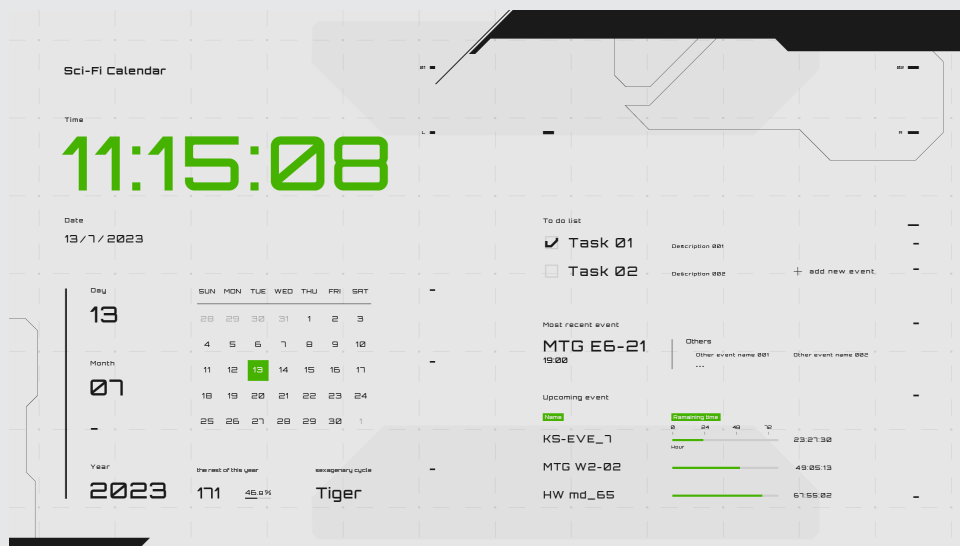 Sci-Fi Calendar
Time
11:15:08
Date
13/7/2023
Day
13
Month
07
Year
2023
SUN MON TUE WED THU FRI SAT
28 29 30 31 1 2 3
4 5 6 7 8 9 10
11 12 13 14 15 16 17
18 19 20 21 22 23 24
25 26 27 28 29 30 1
the rest of this year
171 46.8%
sexagenary cycle
Tiger
To do list
Task 01 Description 001
Task 02 Description 002
+ add new event
Most recent event
MTG E6-21
19:00
Others
Other event name 001 Other event name 002
...
Upcoming event
Name Remaining time
0 24 48 72
Hour
KS-EVE_7 23:27:30
MTG W2-02 49:05:13
HW md_65 67:55:02